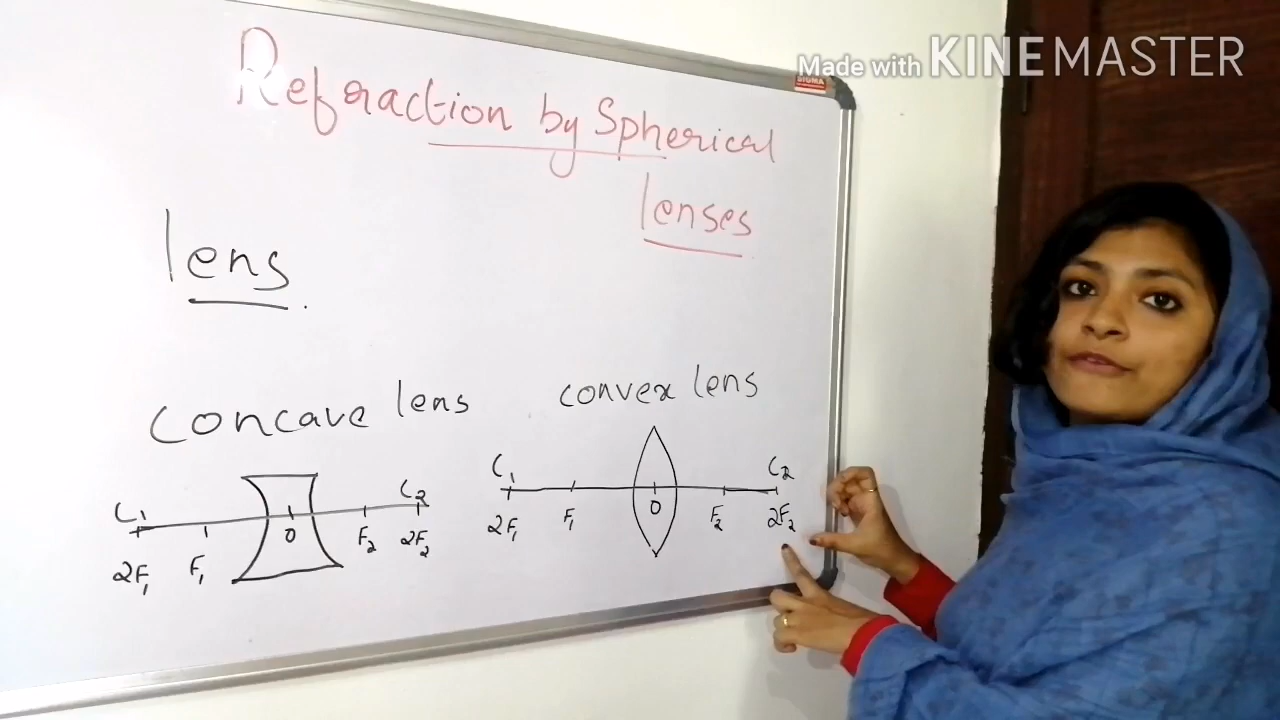 Made with KINEMASTER
SIGMA
Refraction by Spherical
lenses
lens.
Concave lens
convex lens
C₁
C₂
2F₁
F₁
O
F₂
2F₂
C₁
C₂
2F₁
F₁
O
F₂
2F₂